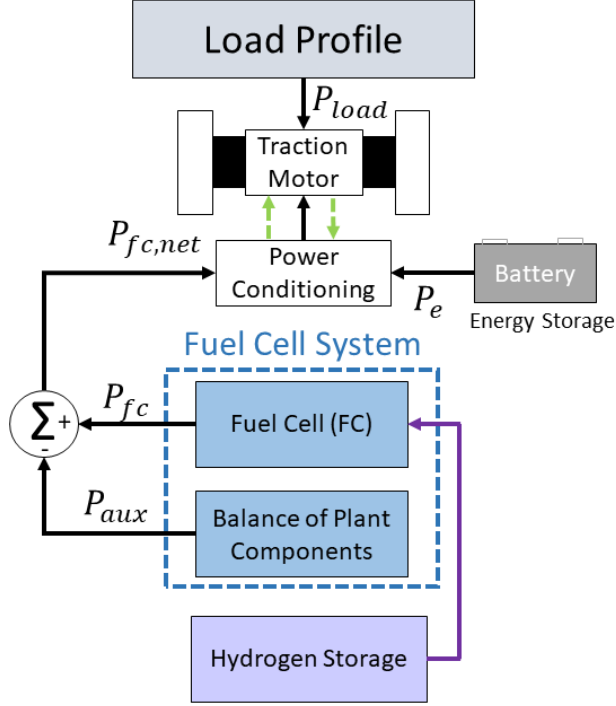 Load Profile
P_load
Traction
Motor
P_fc,net
Power
Conditioning
Battery
P_e
Energy Storage
Fuel Cell System
P_fc
Fuel Cell (FC)
Σ +
-
P_aux
Balance of Plant
Components
Hydrogen Storage